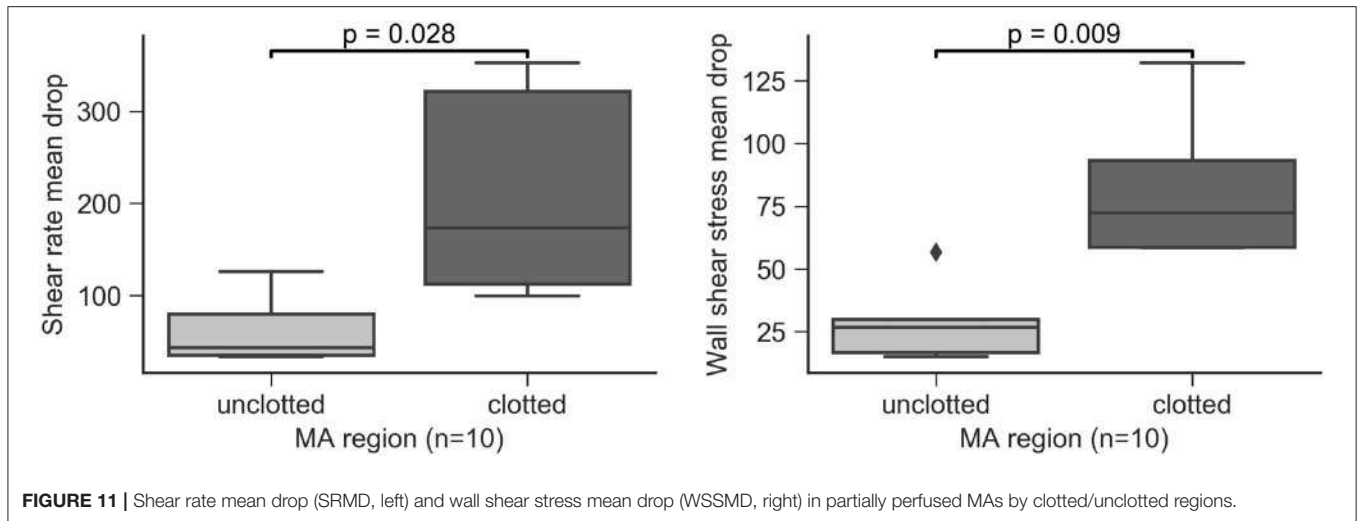 p = 0.028
Shear rate mean drop
300
200
100
unclotted
clotted
MA region (n=10)
p = 0.009
Wall shear stress mean drop
125
100
75
50
25
unclotted
clotted
MA region (n=10)
FIGURE 11 | Shear rate mean drop (SRMD, left) and wall shear stress mean drop (WSSMD, right) in partially perfused MAs by clotted/unclotted regions.